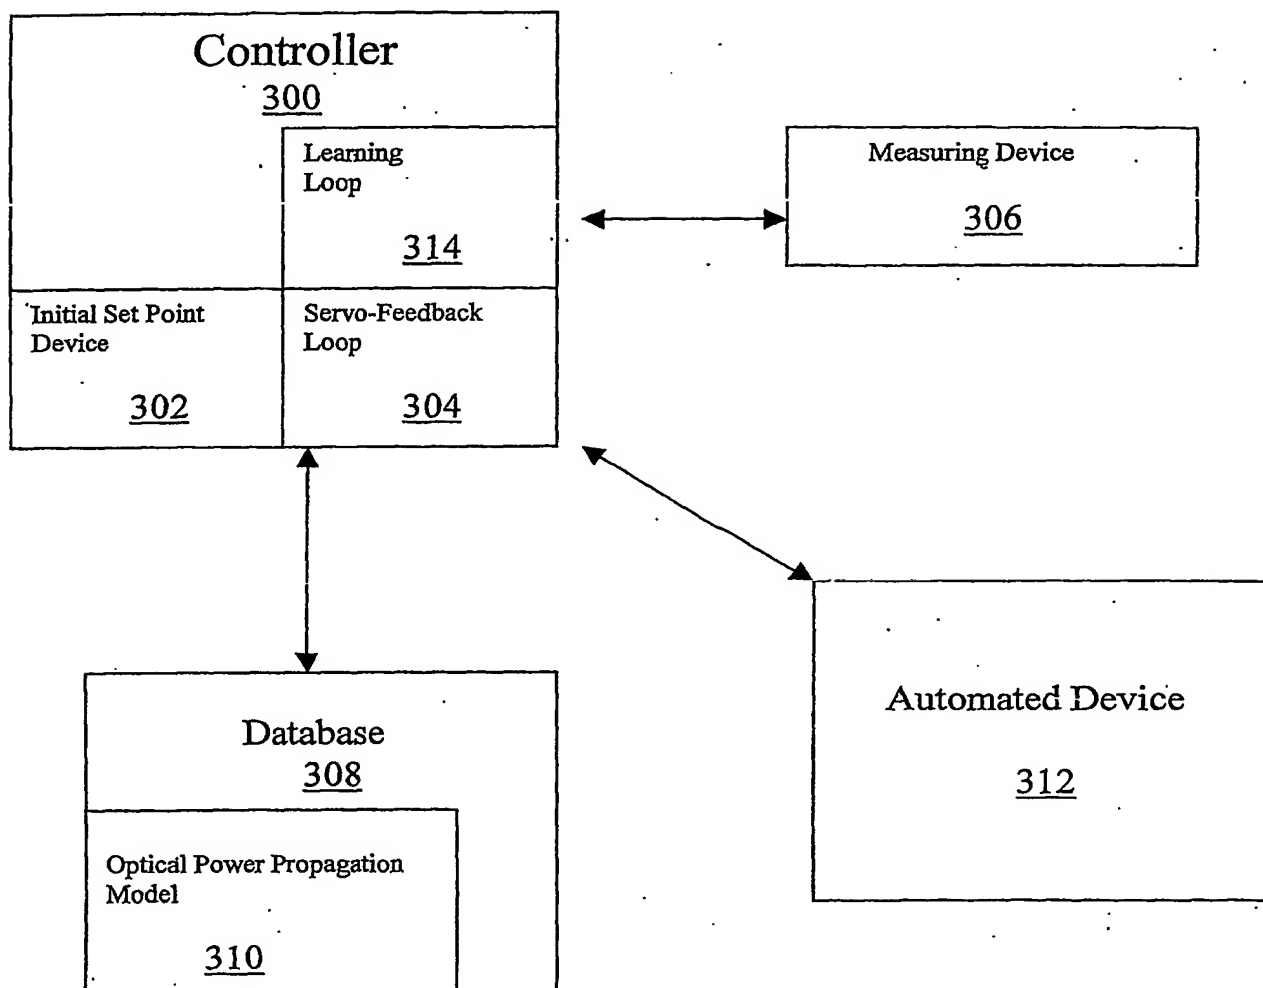 Controller
300
Learning
Loop
314
Initial Set Point
Device
302
Servo-Feedback
Loop
304
Measuring Device
306
Database
308
Optical Power Propagation
Model
310
Automated Device
312